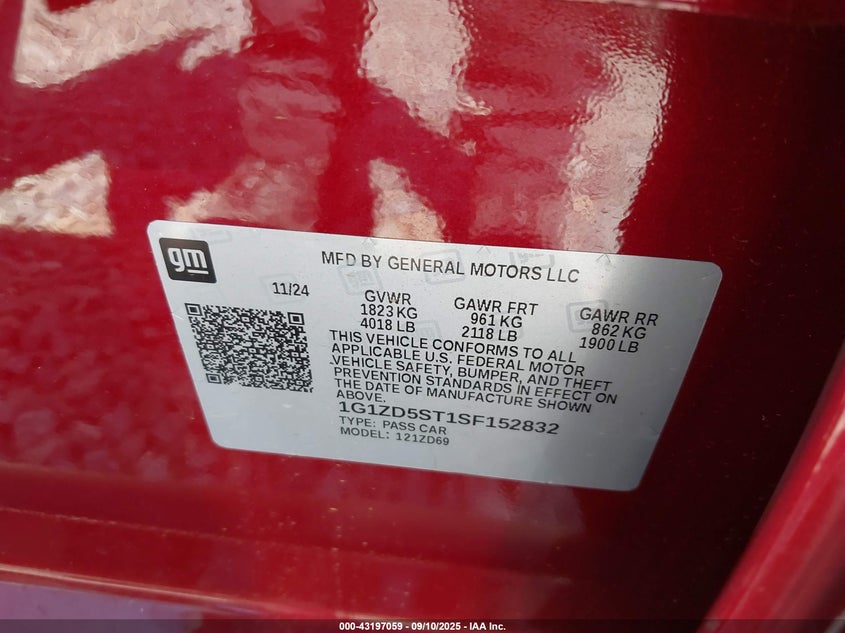 gm
MFD BY GENERAL MOTORS LLC
11/24
GVWR
1823 KG
4018 LB
GAWR FRT
961 KG
2118 LB
GAWR RR
862 KG
1900 LB
THIS VEHICLE CONFORMS TO ALL
APPLICABLE U.S. FEDERAL MOTOR
VEHICLE SAFETY, BUMPER, AND THEFT
PREVENTION STANDARDS IN EFFECT ON
THE DATE OF MANUFACTURE SHOWN
ABOVE.
1G1ZD5ST1SF152832
TYPE: PASS CAR
MODEL: 121ZD69
000-43197059 - 09/10/2025 - IAA Inc.